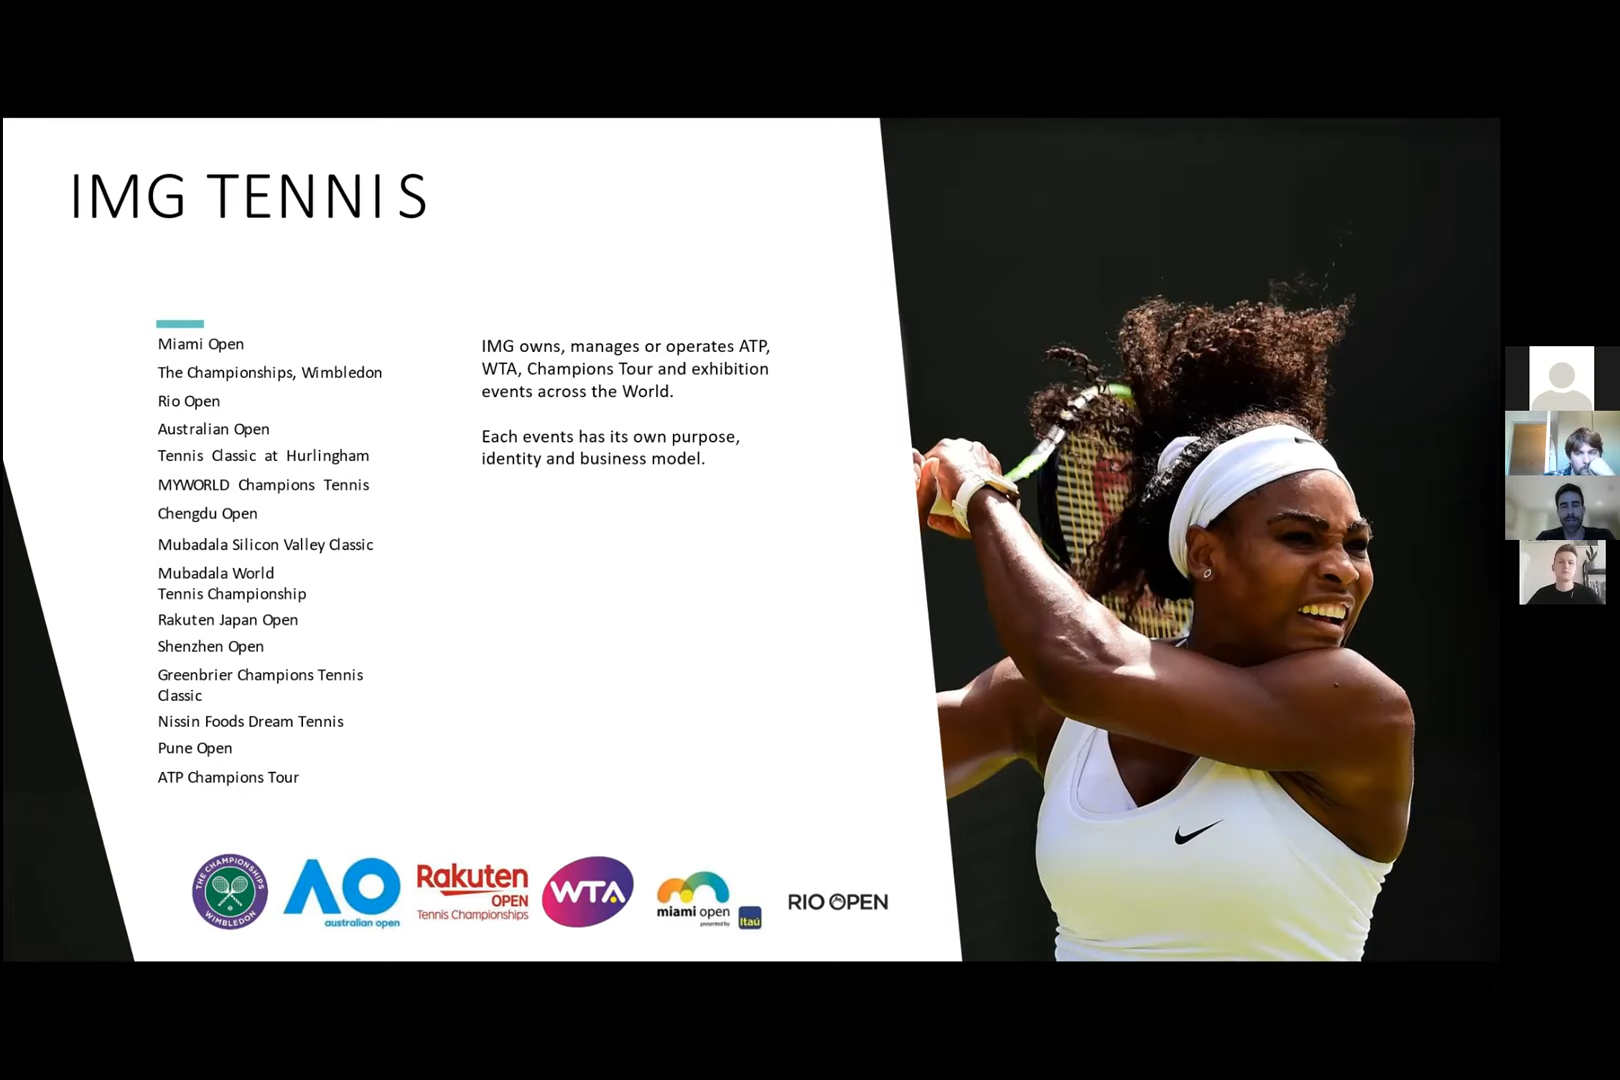 IMG TENNIS
Miami Open
The Championships, Wimbledon
Rio Open
Australian Open
Tennis Classic at Hurlingham
MYWORLD Champions Tennis
Chengdu Open
Mubadala Silicon Valley Classic
Mubadala World
Tennis Championship
Rakuten Japan Open
Shenzhen Open
Greenbrier Champions Tennis
Classic
Nissin Foods Dream Tennis
Pune Open
ATP Champions Tour
IMG owns, manages or operates ATP,
WTA, Champions Tour and exhibition
events across the World.
Each events has its own purpose,
identity and business model.
THE CHAMPIONSHIPS
WIMBLEDON
AO
australian open
Rakuten
OPEN
Tennis Championships
WTA
miami open
presented by
Itaú
RIO OPEN